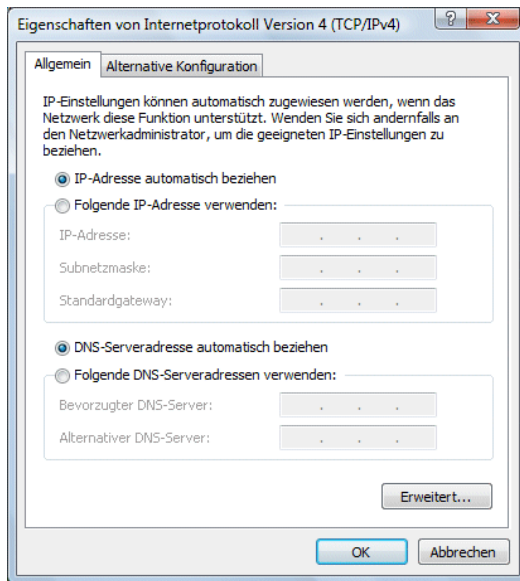 Eigenschaften von Internetprotokoll Version 4 (TCP/IPv4)
Allgemein
Alternative Konfiguration
IP-Einstellungen können automatisch zugewiesen werden, wenn das
Netzwerk diese Funktion unterstützt. Wenden Sie sich andernfalls an
den Netzwerkadministrator, um die geeigneten IP-Einstellungen zu
beziehen.
IP-Adresse automatisch beziehen
Folgende IP-Adresse verwenden:
IP-Adresse:
Subnetzmaske:
Standardgateway:
DNS-Serveradresse automatisch beziehen
Folgende DNS-Serveradressen verwenden:
Bevorzugter DNS-Server:
Alternativer DNS-Server:
Erweitert...
OK
Abbrechen